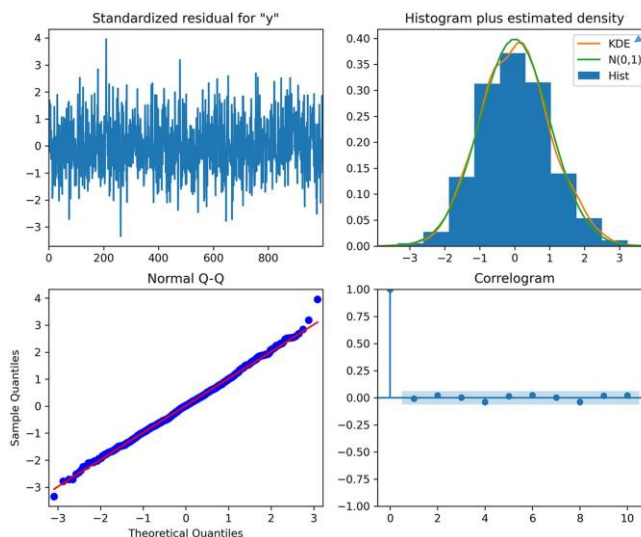 Standardized residual for "y"
4
3
2
1
0
−1
−2
−3
0 200 400 600 800
Histogram plus estimated density
KDE
N(0,1)
Hist
0.40
0.35
0.30
0.25
0.20
0.15
0.10
0.05
0.00
−3 −2 −1 0 1 2 3
Normal Q-Q
Sample Quantiles
4
3
2
1
0
−1
−2
−3
−3 −2 −1 0 1 2 3
Theoretical Quantiles
Correlogram
1.00
0.75
0.50
0.25
0.00
−0.25
−0.50
−0.75
−1.00
0 2 4 6 8 10